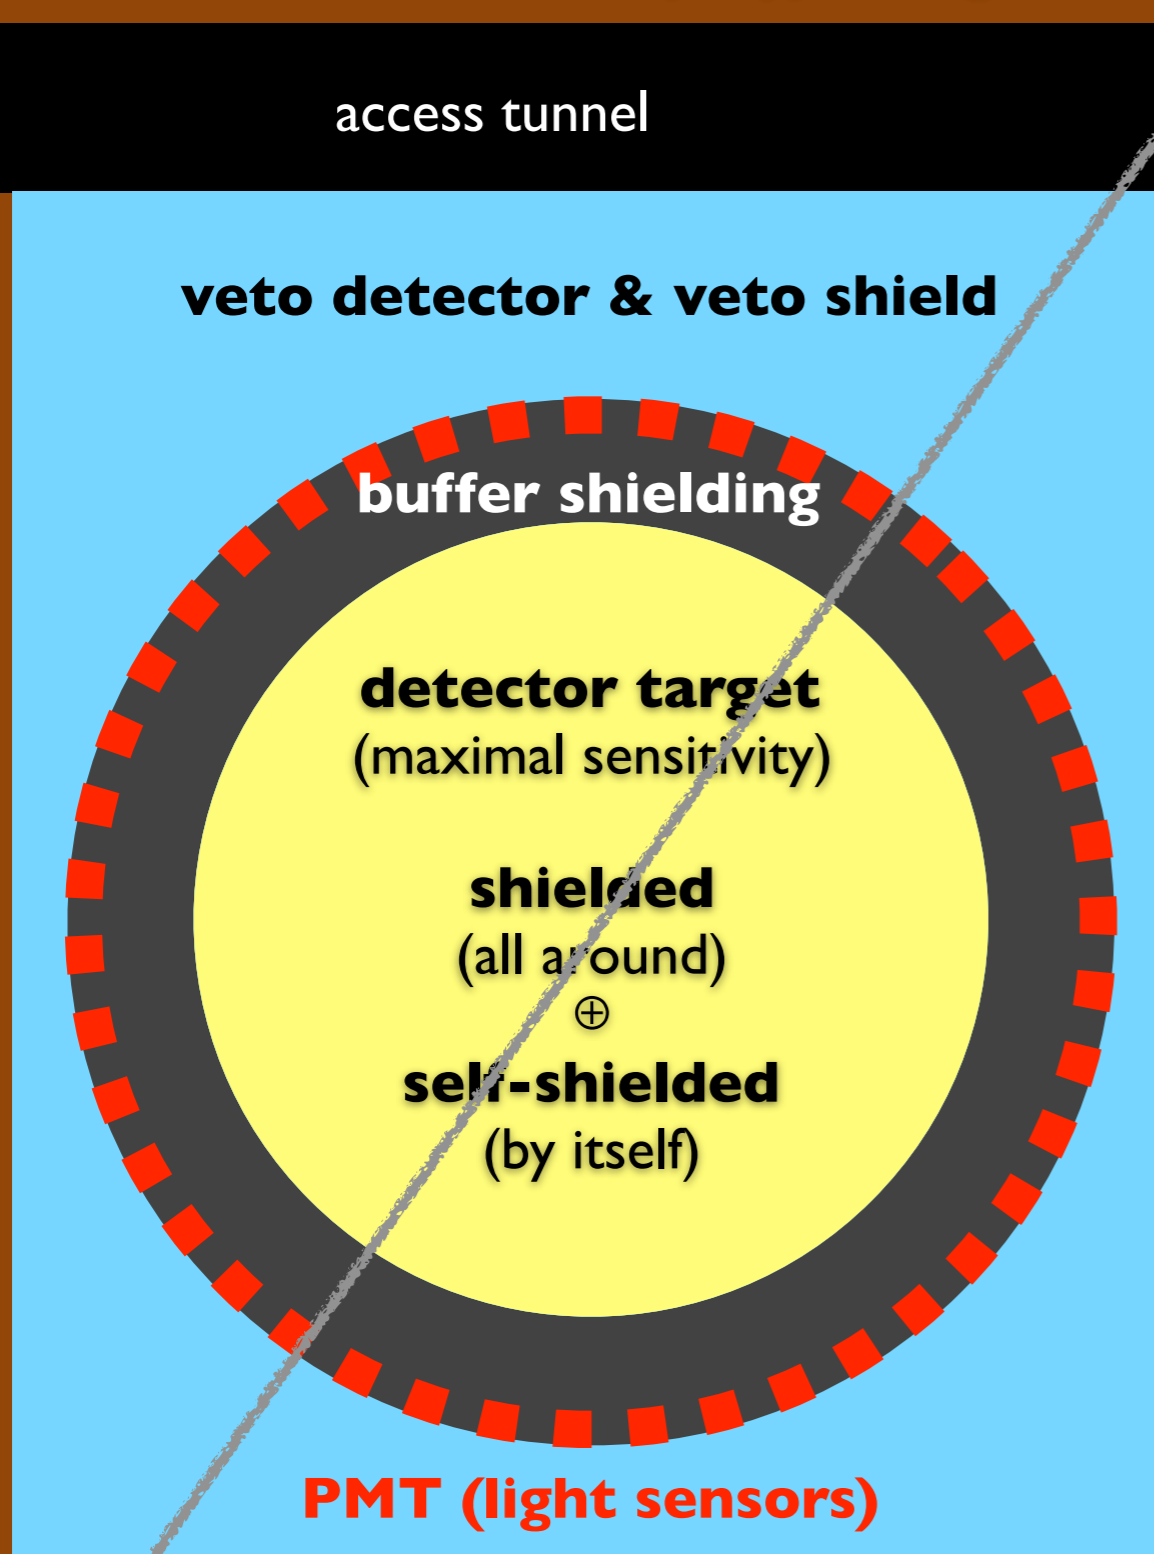 access tunnel
veto detector & veto shield
buffer shielding
detector target
(maximal sensitivity)
shielded
(all around)
⊕
self-shielded
(by itself)
PMT (light sensors)